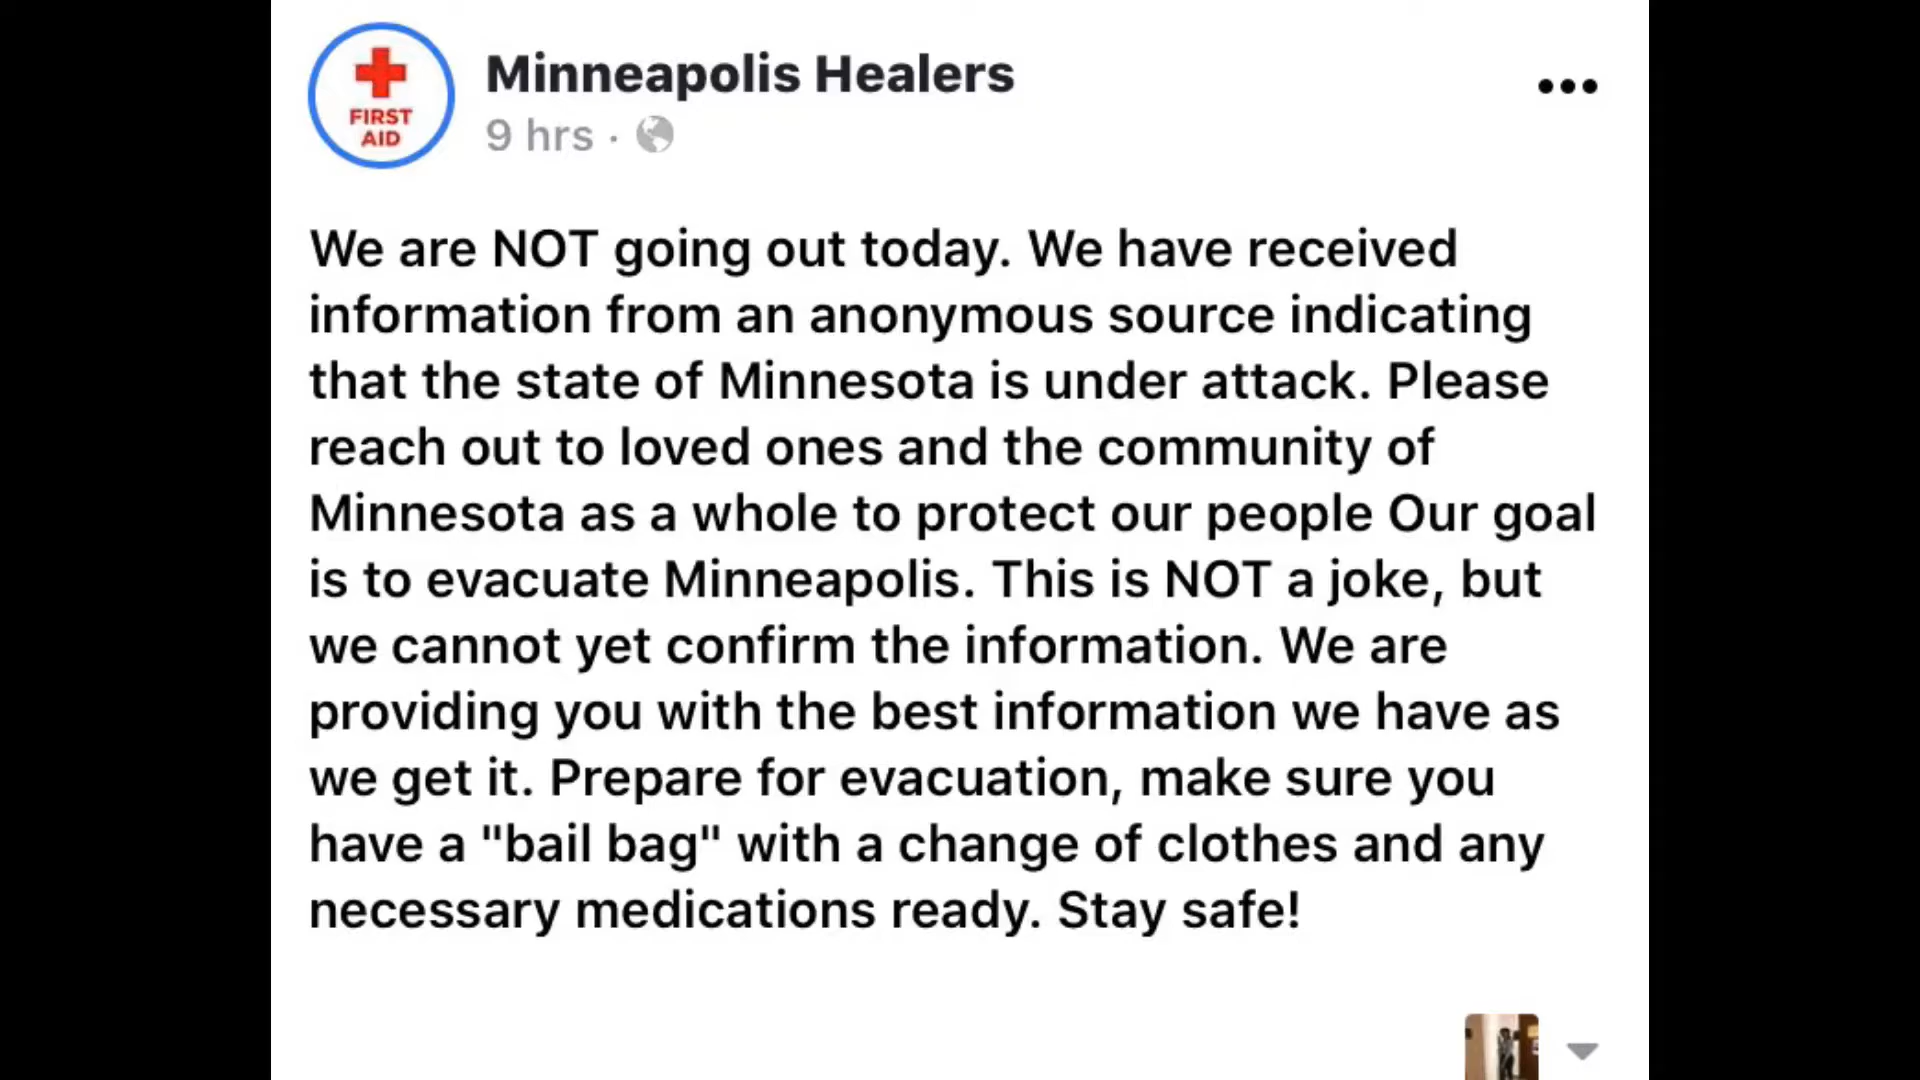 FIRST
AID
Minneapolis Healers
9 hrs ·
We are NOT going out today. We have received
information from an anonymous source indicating
that the state of Minnesota is under attack. Please
reach out to loved ones and the community of
Minnesota as a whole to protect our people Our goal
is to evacuate Minneapolis. This is NOT a joke, but
we cannot yet confirm the information. We are
providing you with the best information we have as
we get it. Prepare for evacuation, make sure you
have a "bail bag" with a change of clothes and any
necessary medications ready. Stay safe!